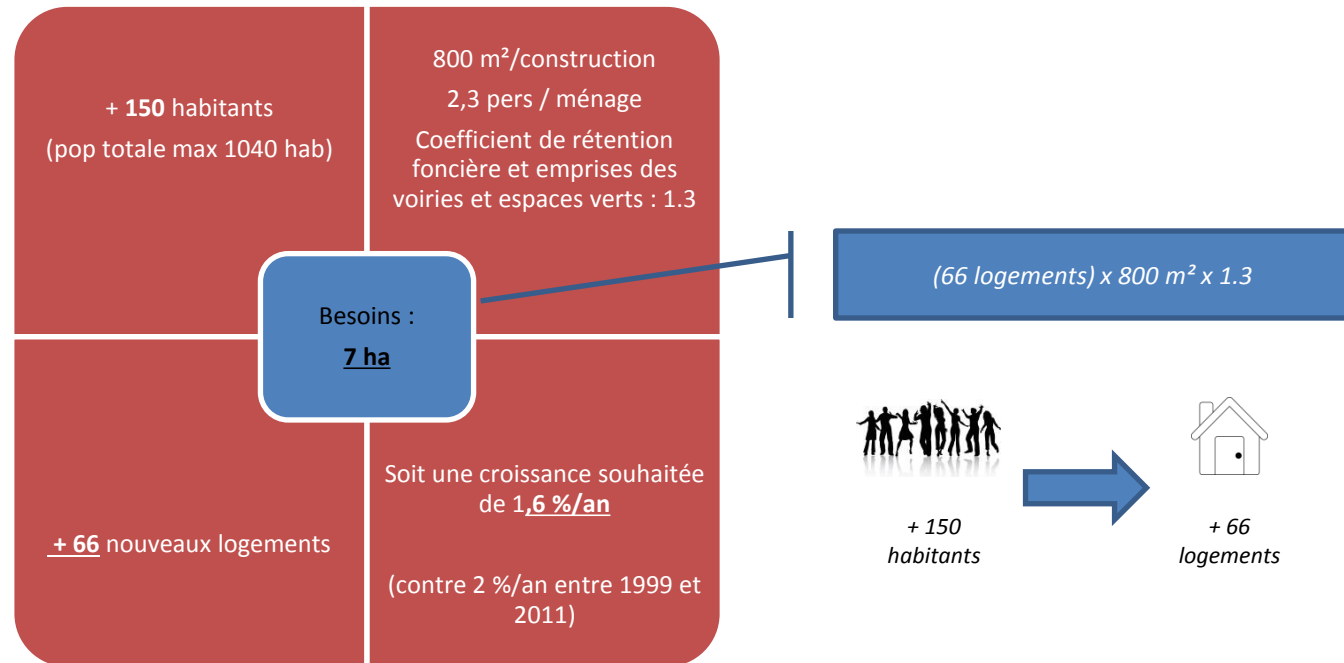 + 150 habitants
(pop totale max 1040 hab)
800 m²/construction
2,3 pers / ménage
Coefficient de rétention
foncière et emprises des
voiries et espaces verts : 1.3
Besoins :
7 ha
(66 logements) x 800 m² x 1.3
+ 66 nouveaux logements
Soit une croissance souhaitée
de 1,6 %/an
(contre 2 %/an entre 1999 et
2011)
+ 150
habitants
+ 66
logements